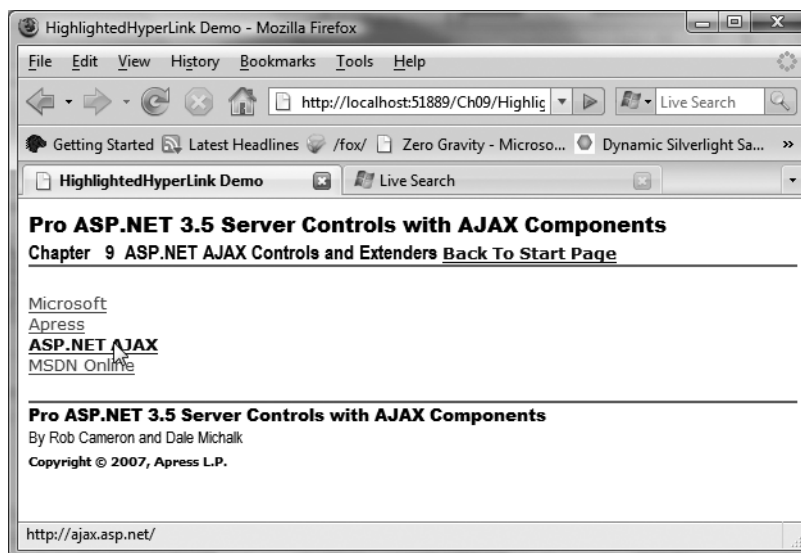 HighlightedHyperLink Demo - Mozilla Firefox
File Edit View History Bookmarks Tools Help
http://localhost:51889/Ch09/Highlig Live Search
Getting Started Latest Headlines /fox/ Zero Gravity - Microso... Dynamic Silverlight Sa... »
HighlightedHyperLink Demo Live Search
Pro ASP.NET 3.5 Server Controls with AJAX Components
Chapter 9 ASP.NET AJAX Controls and Extenders Back To Start Page
Microsoft
Apress
ASP.NET AJAX
MSDN Online
Pro ASP.NET 3.5 Server Controls with AJAX Components
By Rob Cameron and Dale Michalk
Copyright © 2007, Apress L.P.
http://ajax.asp.net/